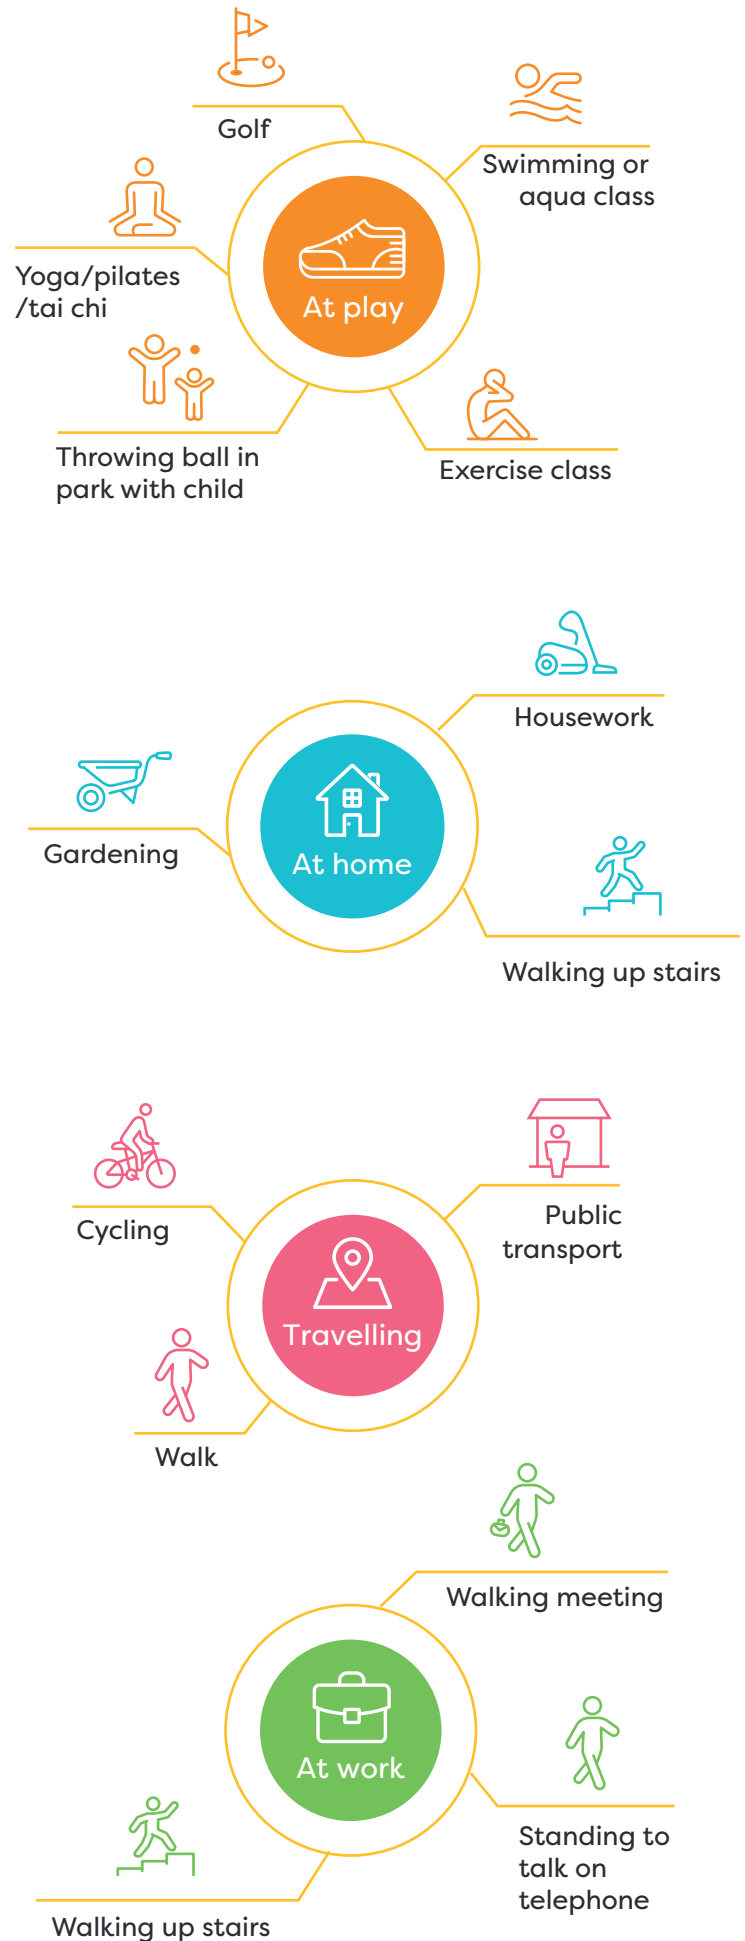 Golf
Swimming or
aqua class
Yoga/pilates
/tai chi
At play
Throwing ball in
park with child
Exercise class
Housework
Gardening
At home
Walking up stairs
Cycling
Public
transport
Travelling
Walk
Walking meeting
At work
Standing to
talk on
telephone
Walking up stairs